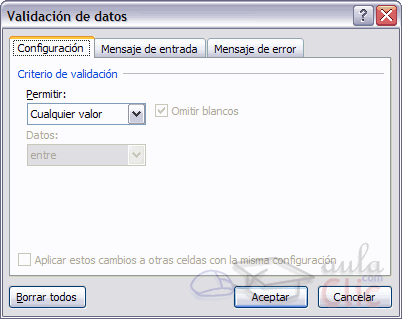 Validación de datos
Configuración
Mensaje de entrada
Mensaje de error
Criterio de validación
Permitir:
Cualquier valor
Omitir blancos
Datos:
entre
Aplicar estos cambios a otras celdas con la misma configuración
aula
Clic
.com
Borrar todos
Aceptar
Cancelar